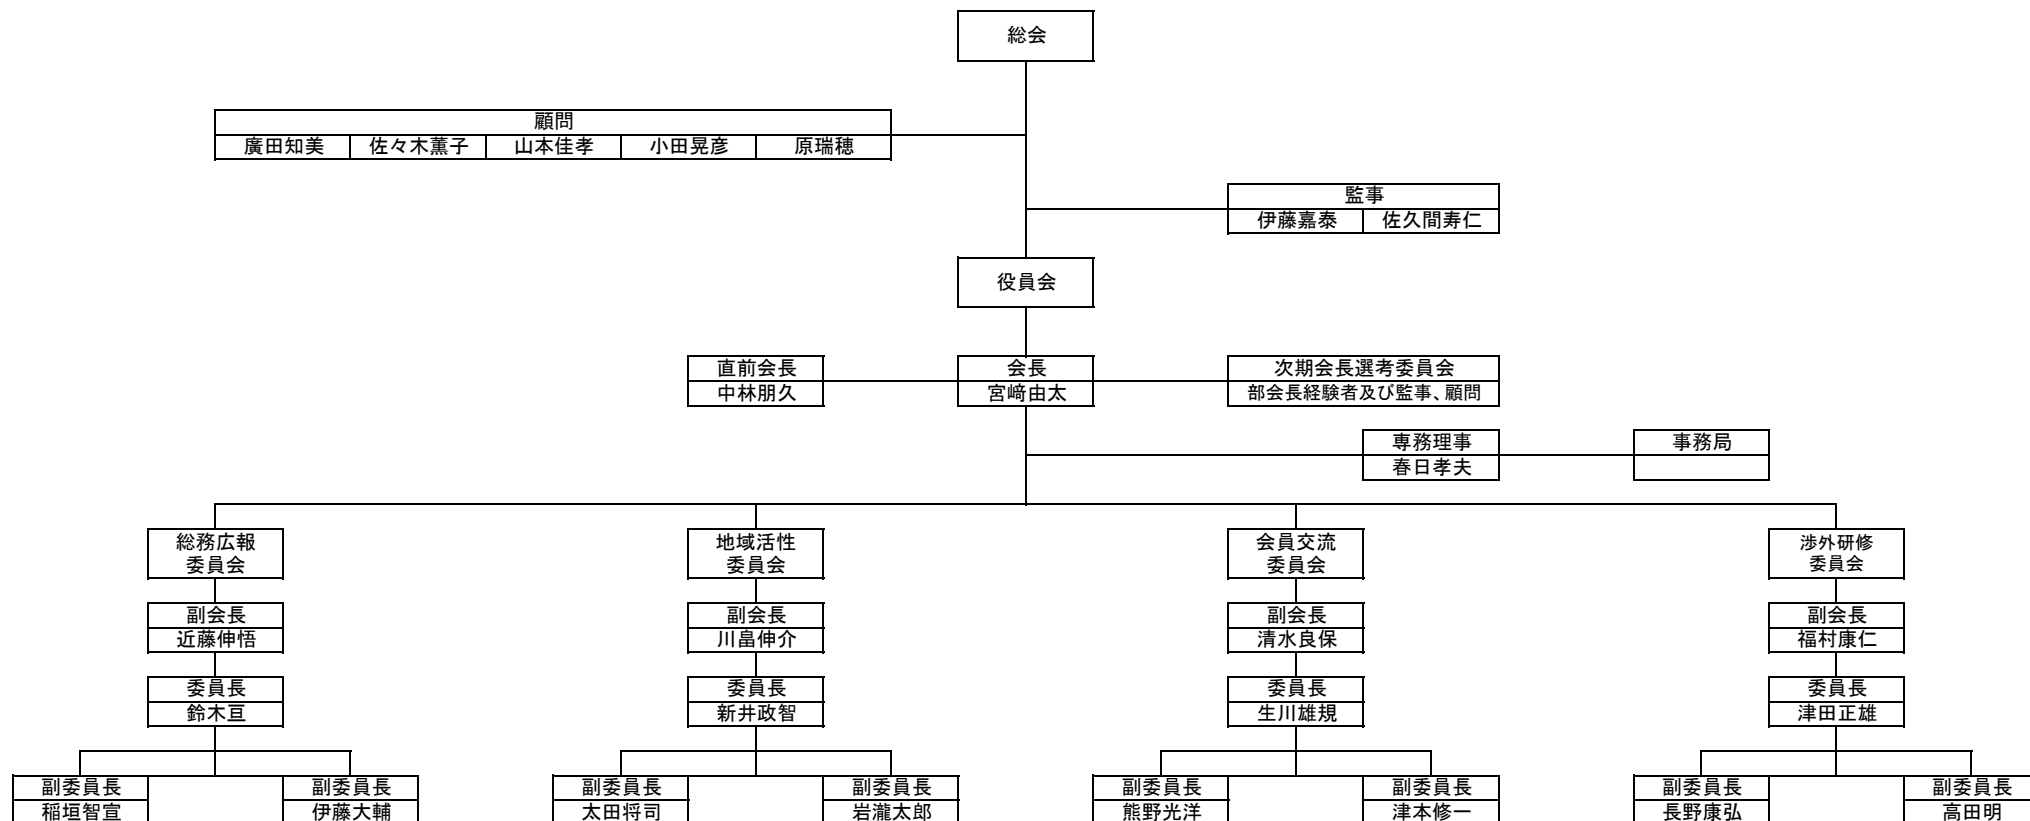 総会
顧問
廣田知美 佐々木薫子 山本佳孝 小田晃彦 原瑞穂
監事
伊藤嘉泰 佐久間寿仁
役員会
直前会長 会長 次期会長選考委員会
中林朋久 宮﨑由太 部会長経験者及び監事、顧問
専務理事 事務局
春日孝夫
総務広報 地域活性 会員交流 渉外研修
委員会 委員会 委員会 委員会
副会長 副会長 副会長 副会長
近藤伸悟 川畠伸介 清水良保 福村康仁
委員長 委員長 委員長 委員長
鈴木亘 新井政智 生川雄規 津田正雄
副委員長 副委員長 副委員長 副委員長 副委員長 副委員長 副委員長 副委員長
稲垣智宣 伊藤大輔 太田将司 岩瀧太郎 熊野光洋 津本修一 長野康弘 高田明